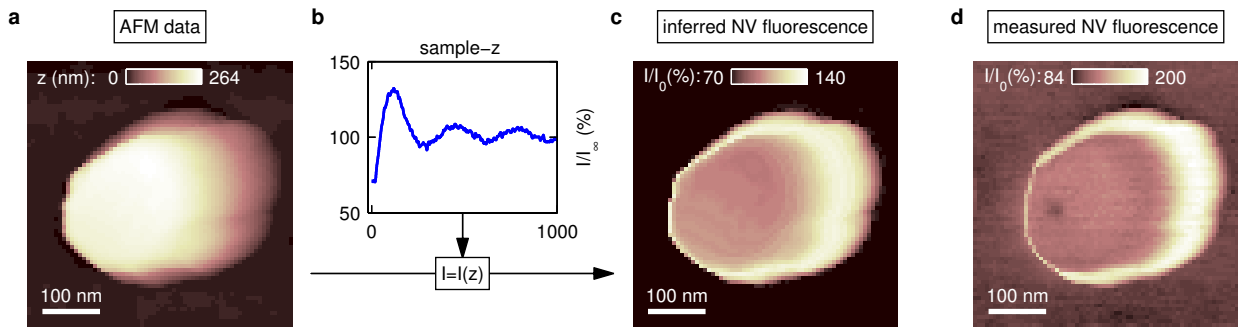 a
AFM data
z (nm): 0 264
100 nm
b
sample−z
150
100
50
0 1000
I/I∞ (%)
I=I(z)
c
inferred NV fluorescence
I/I0(%): 70 140
100 nm
d
measured NV fluorescence
I/I0(%): 84 200
100 nm